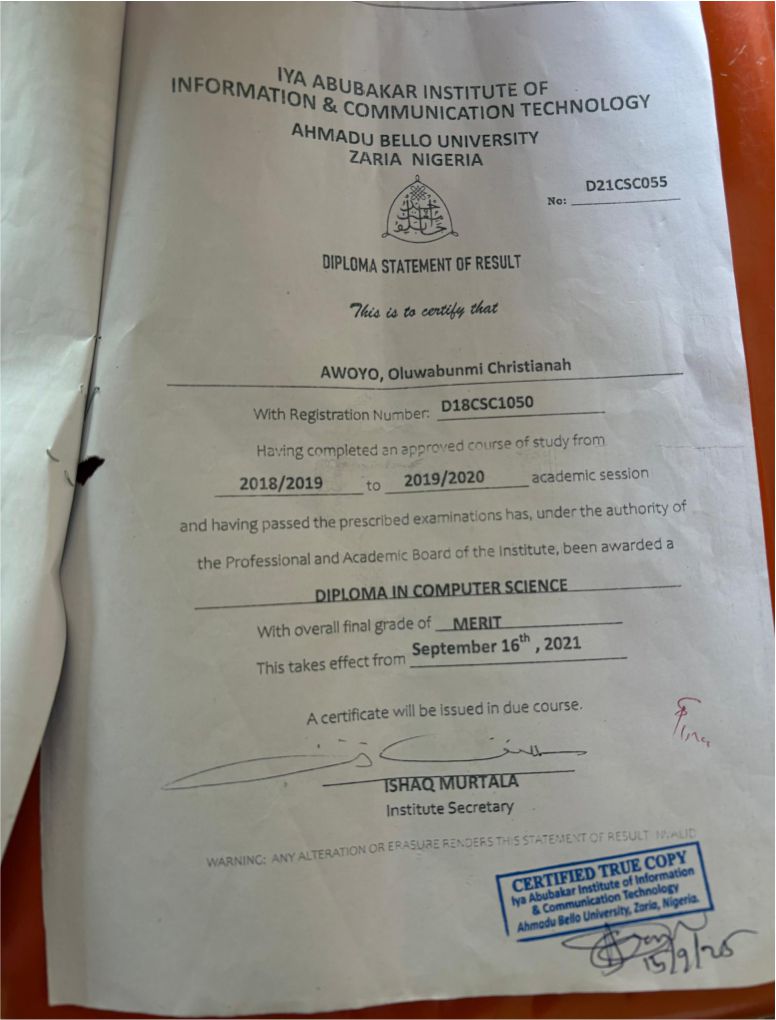 IYA ABUBAKAR INSTITUTE OF
INFORMATION & COMMUNICATION TECHNOLOGY
AHMADU BELLO UNIVERSITY
ZARIA NIGERIA
No: D21CSC055
DIPLOMA STATEMENT OF RESULT
This is to certify that
AWOYO, Oluwabunmi Christianah
With Registration Number: D18CSC1050
Having completed an approved course of study from
2018/2019 to 2019/2020 academic session
and having passed the prescribed examinations has, under the authority of
the Professional and Academic Board of the Institute, been awarded a
DIPLOMA IN COMPUTER SCIENCE
With overall final grade of MERIT
This takes effect from September 16th , 2021
A certificate will be issued in due course.
ISHAQ MURTALA
Institute Secretary
WARNING: ANY ALTERATION OR ERASURE RENDERS THIS STATEMENT OF RESULT INVALID
CERTIFIED TRUE COPY
Iya Abubakar Institute of Information
& Communication Technology
Ahmadu Bello University, Zaria, Nigeria.
15/9/25